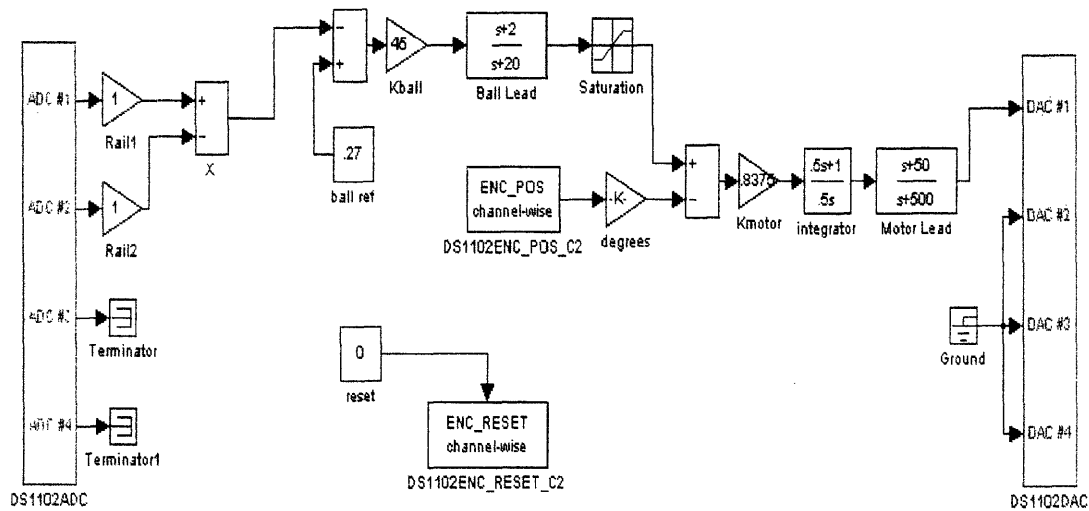 ADC #1
ADC #2
ADC #3
ADC #4
DS1102ADC
1
Rail1
1
Rail2
+
−
X
Terminator
Terminator1
−
+
.27
ball ref
45
Kball
s+2
s+20
Ball Lead
Saturation
ENC_POS
channel-wise
DS1102ENC_POS_C2
-K-
degrees
+
−
.8375
Kmotor
.5s+1
.5s
integrator
s+50
s+500
Motor Lead
0
reset
ENC_RESET
channel-wise
DS1102ENC_RESET_C2
Ground
DAC #1
DAC #2
DAC #3
DAC #4
DS1102DAC